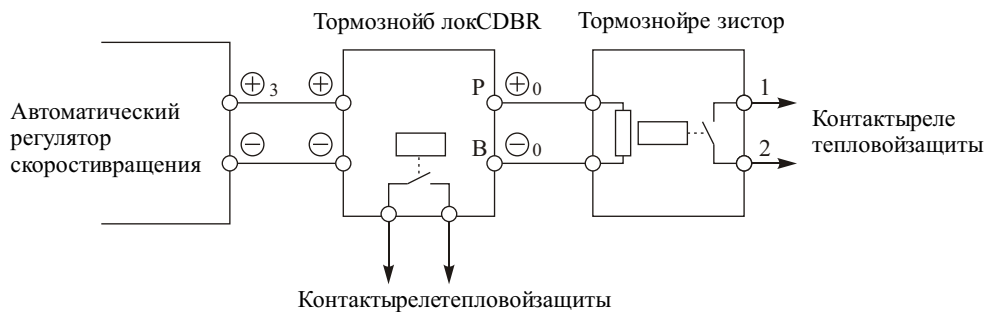 Тормознойб локCDBR
Тормознойре зистор
Автоматический
регулятор
скоростивращения
⊕3
⊕
P
⊕0
1
Контактыреле
тепловойзащиты
⊖
⊖
B
⊖0
2
Контактырелетепловойзащиты